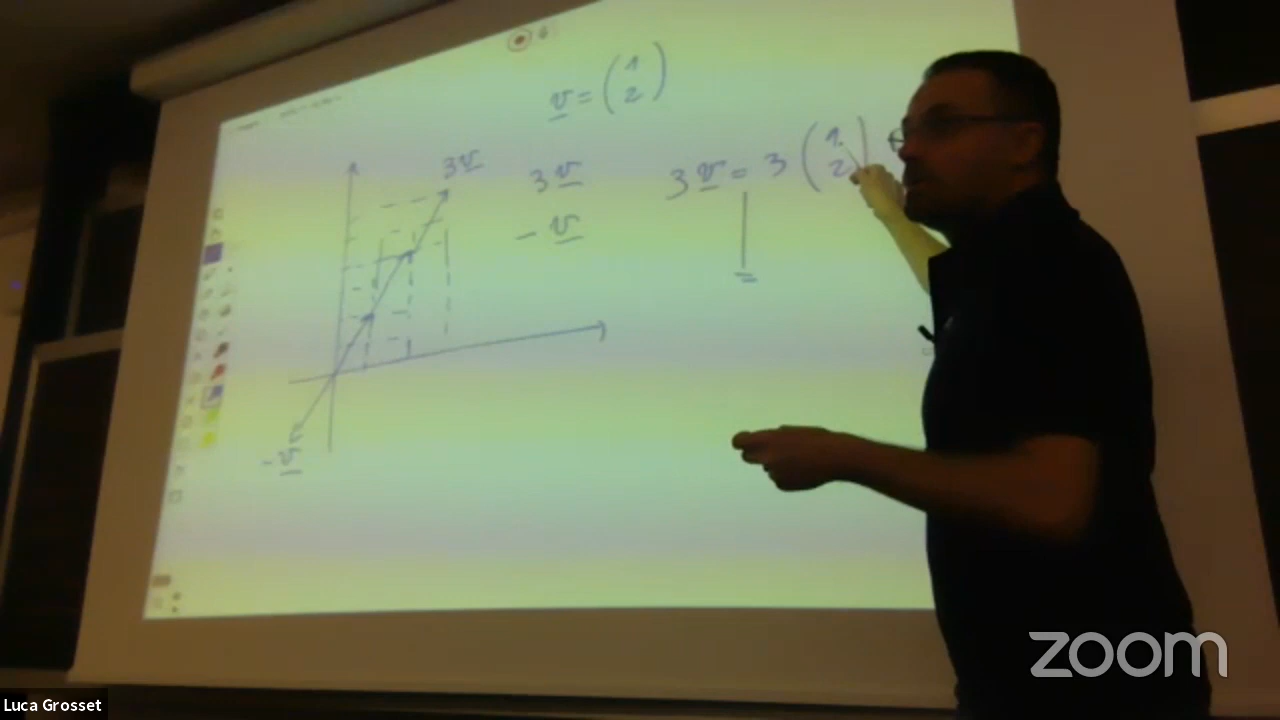 v = (1 2)
3v
3v
3v = 3 (1 2)
- v
=
-v
zoom
Luca Grosset